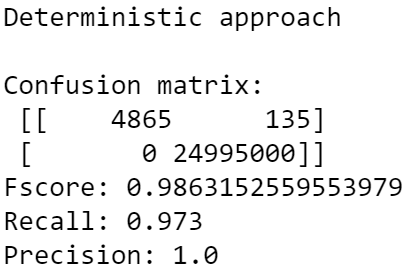 Deterministic approach
Confusion matrix:
[[    4865      135]
[       0 24995000]]
Fscore: 0.9863152559553979
Recall: 0.973
Precision: 1.0